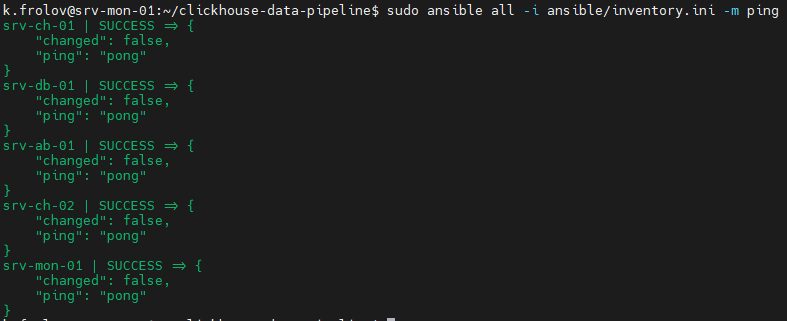 k.frolov@srv-mon-01:~/clickhouse-data-pipeline$ sudo ansible all -i ansible/inventory.ini -m ping
srv-ch-01 | SUCCESS => {
    "changed": false,
    "ping": "pong"
}
srv-db-01 | SUCCESS => {
    "changed": false,
    "ping": "pong"
}
srv-ab-01 | SUCCESS => {
    "changed": false,
    "ping": "pong"
}
srv-ch-02 | SUCCESS => {
    "changed": false,
    "ping": "pong"
}
srv-mon-01 | SUCCESS => {
    "changed": false,
    "ping": "pong"
}